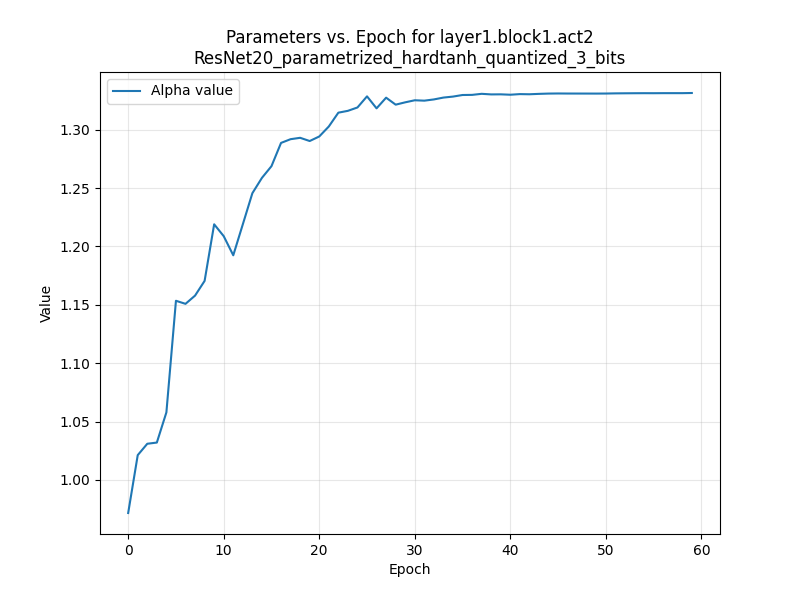 Parameters vs. Epoch for layer1.block1.act2
ResNet20_parametrized_hardtanh_quantized_3_bits
Alpha value
1.30
1.25
1.20
1.15
1.10
1.05
1.00
Value
0 10 20 30 40 50 60
Epoch